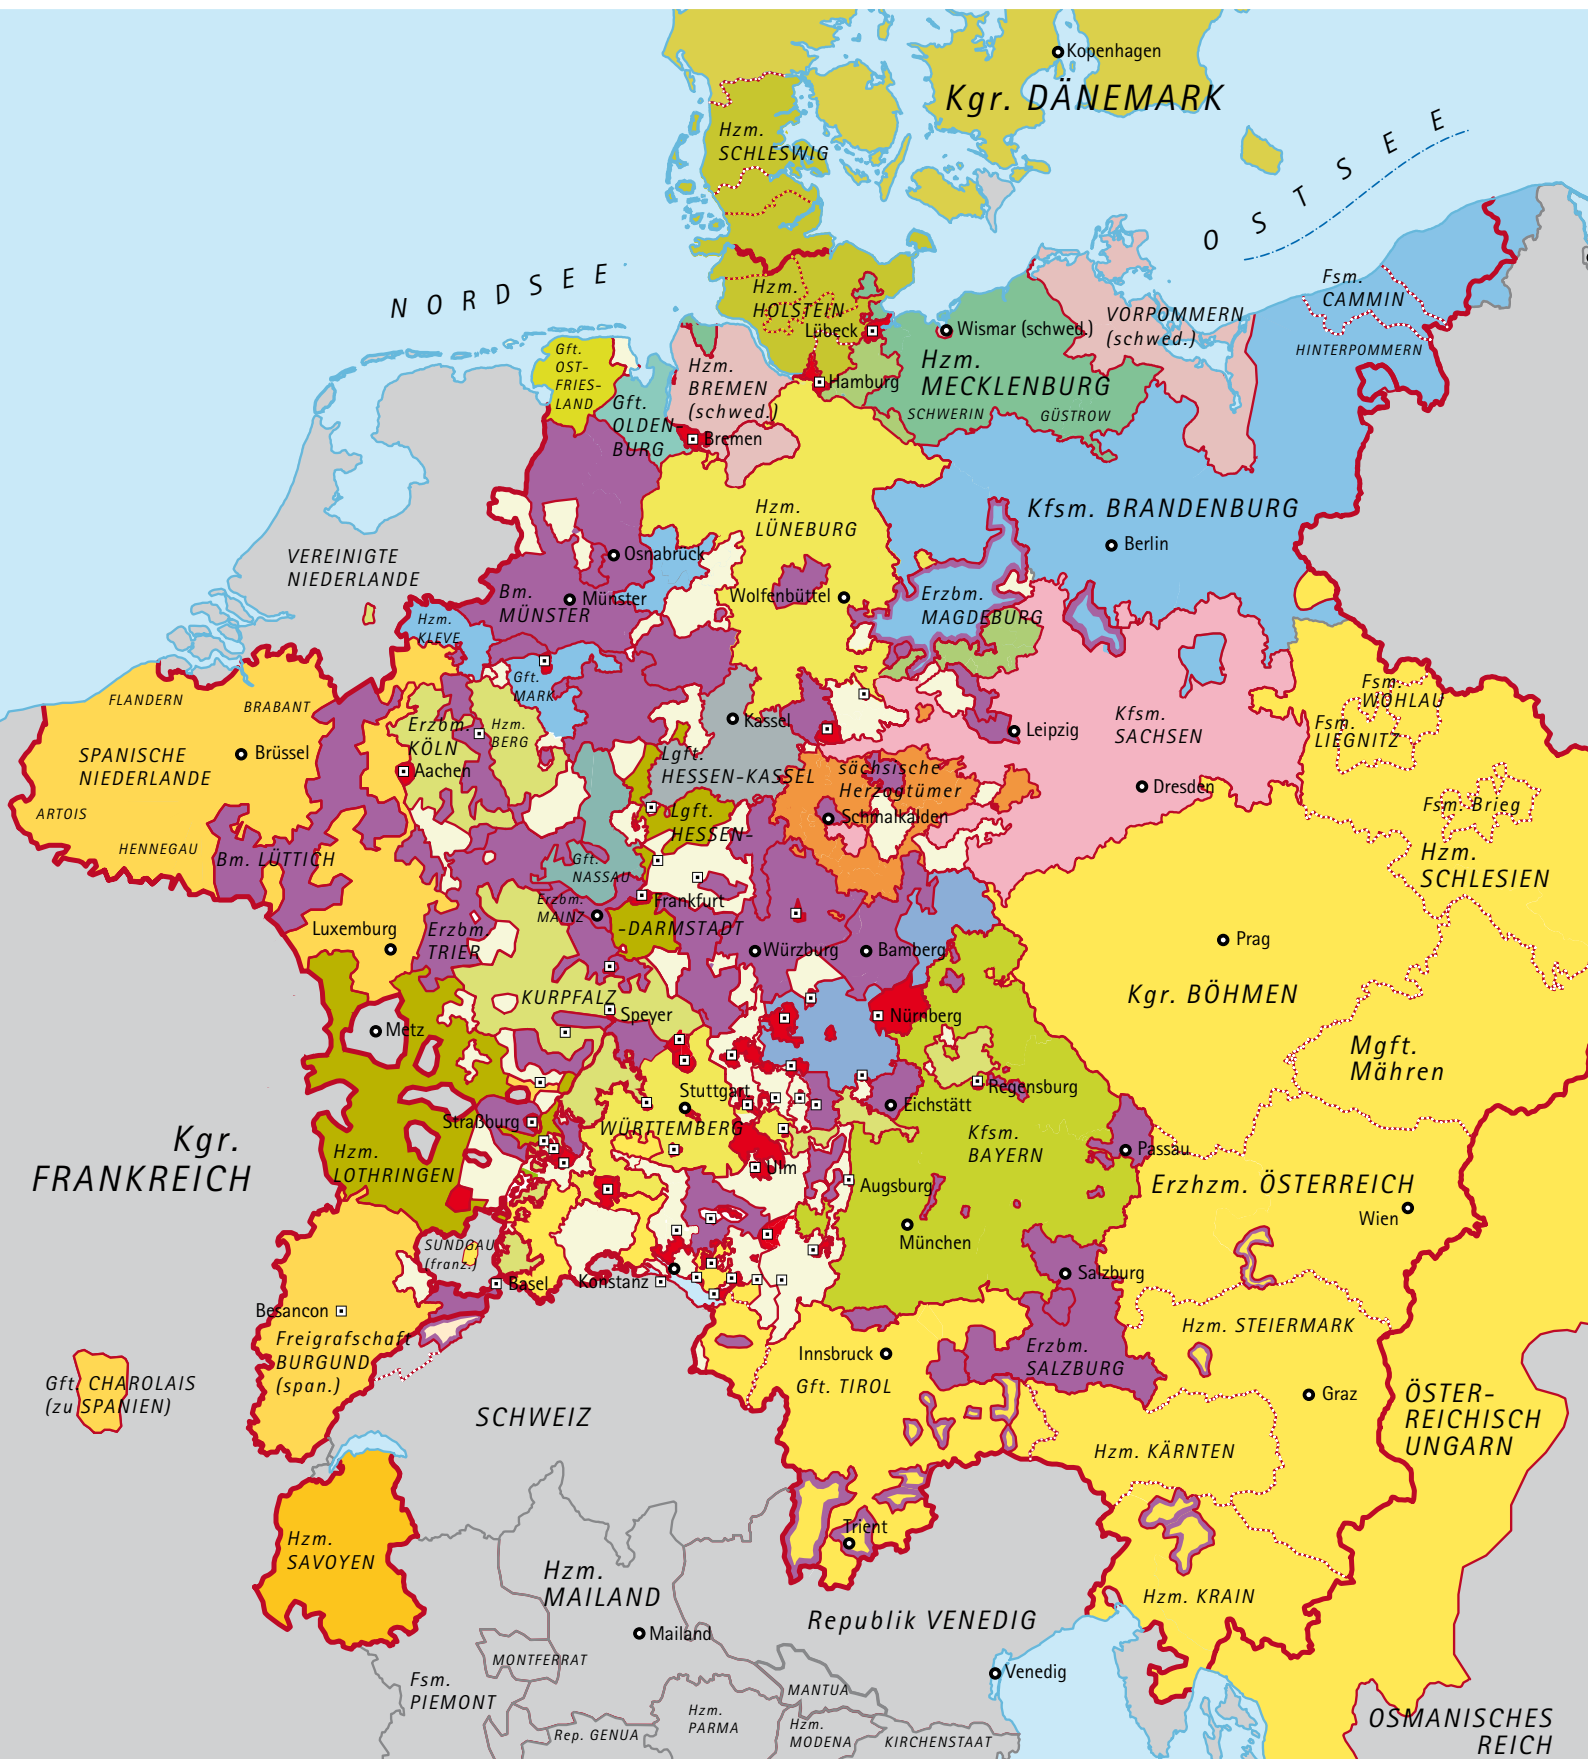 Kopenhagen
Kgr. DÄNEMARK
Hzm.
SCHLESWIG
OSTSEE
NORDSEE
Hzm.
HOLSTEIN
Lübeck
Wismar (schwed.)
VORPOMMERN
(schwed.)
Fsm.
CAMMIN
HINTERPOMMERN
Gft.
OST-
FRIES-
LAND
Hzm.
BREMEN
(schwed.)
Hamburg
Hzm.
MECKLENBURG
SCHWERIN
GÜSTROW
Gft.
OLDEN-
BURG
Bremen
Hzm.
LÜNEBURG
Kfsm. BRANDENBURG
Berlin
VEREINIGTE
NIEDERLANDE
Osnabrück
Bm.
MÜNSTER
Münster
Wolfenbüttel
Erzbm.
MAGDEBURG
Hzm.
KLEVE
Gft.
MARK
FLANDERN
BRABANT
Erzbm.
KÖLN
Hzm.
BERG
Kassel
Leipzig
Kfsm.
SACHSEN
Fsm.
WOHLAU
Fsm.
LIEGNITZ
SPANISCHE
NIEDERLANDE
Brüssel
Aachen
Lgft.
HESSEN-KASSEL
sächsische
Herzogtümer
Dresden
ARTOIS
Lgft.
HESSEN-
Schmalkalden
Fsm. Brieg
HENNEGAU
Bm. LÜTTICH
Gft.
NASSAU
Hzm.
SCHLESIEN
Erzbm.
MAINZ
Frankfurt
-DARMSTADT
Luxemburg
Erzbm.
TRIER
Würzburg
Bamberg
Prag
KURPFALZ
Speyer
Kgr. BÖHMEN
Metz
Nürnberg
Mgft.
Mähren
Stuttgart
Regensburg
Eichstätt
Straßburg
WÜRTTEMBERG
Kfsm.
BAYERN
Passau
Kgr.
FRANKREICH
Hzm.
LOTHRINGEN
Ulm
Augsburg
Erzhzm. ÖSTERREICH
Wien
München
SUNDGAU
(franz.)
Basel
Konstanz
Salzburg
Besancon
Freigrafschaft
BURGUND
(span.)
Hzm. STEIERMARK
Innsbruck
Erzbm.
SALZBURG
Gft. CHAROLAIS
(zu SPANIEN)
Gft. TIROL
Graz
ÖSTER-
REICHISCH
UNGARN
SCHWEIZ
Hzm. KÄRNTEN
Hzm.
SAVOYEN
Trient
Hzm.
MAILAND
Hzm. KRAIN
Mailand
Republik VENEDIG
MONTFERRAT
Venedig
Fsm.
PIEMONT
MANTUA
Hzm.
PARMA
Rep. GENUA
Hzm.
MODENA
KIRCHENSTAAT
OSMANISCHES
REICH